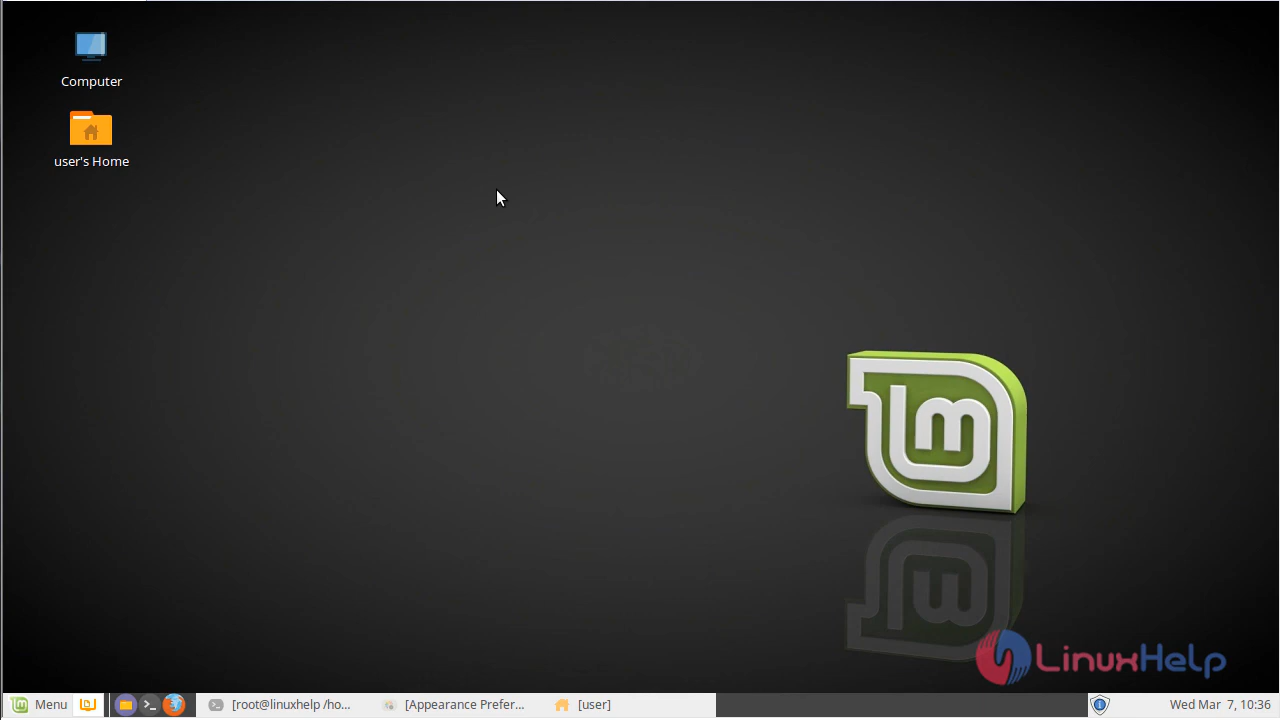 Computer
user's Home
LinuxHelp
Menu
[root@linuxhelp /ho...
[Appearance Prefer...
[user]
Wed Mar 7, 10:36